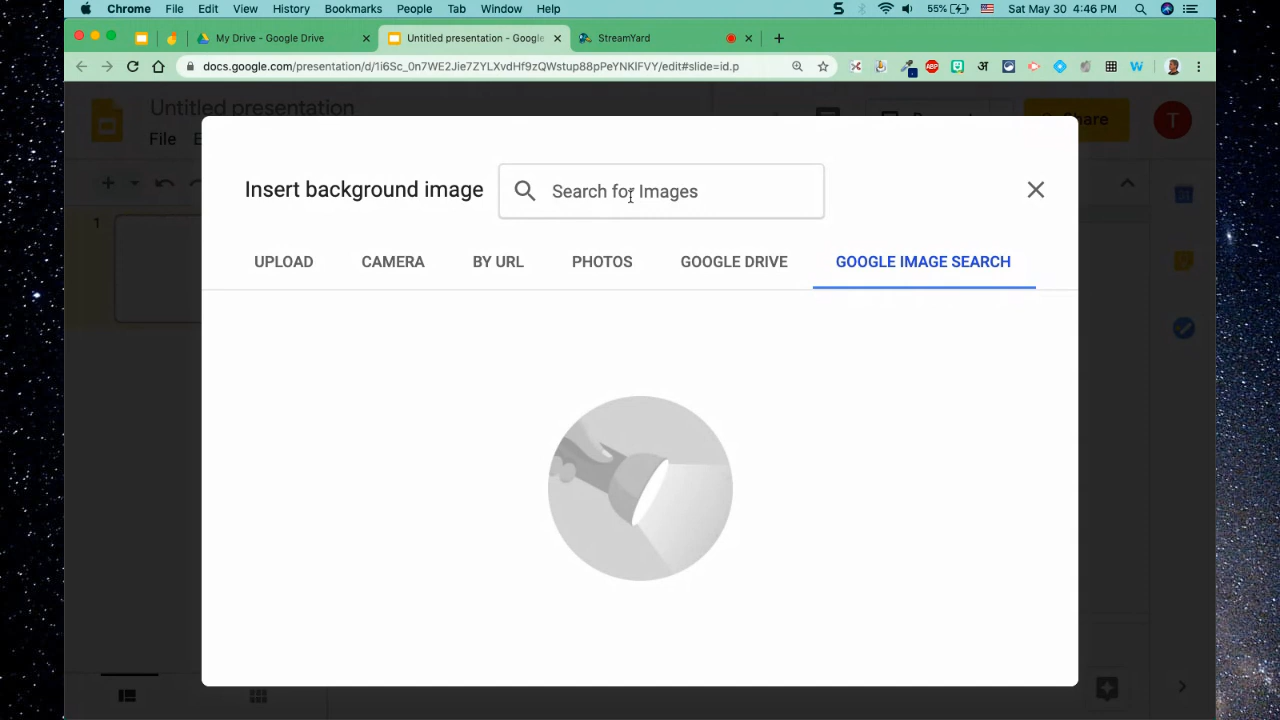 Chrome File Edit View History Bookmarks People Tab Window Help 55% Sat May 30 4:46 PM
My Drive - Google Drive Untitled presentation - Google StreamYard
docs.google.com/presentation/d/1i6Sc_0n7WE2Jie7ZYLXvdHf9zQWstup88pPeYNKlFVY/edit#slide=id.p ABP अ W
Untitled presentation
File
Share
T
Insert background image
Search for Images
UPLOAD CAMERA BY URL PHOTOS GOOGLE DRIVE GOOGLE IMAGE SEARCH
1